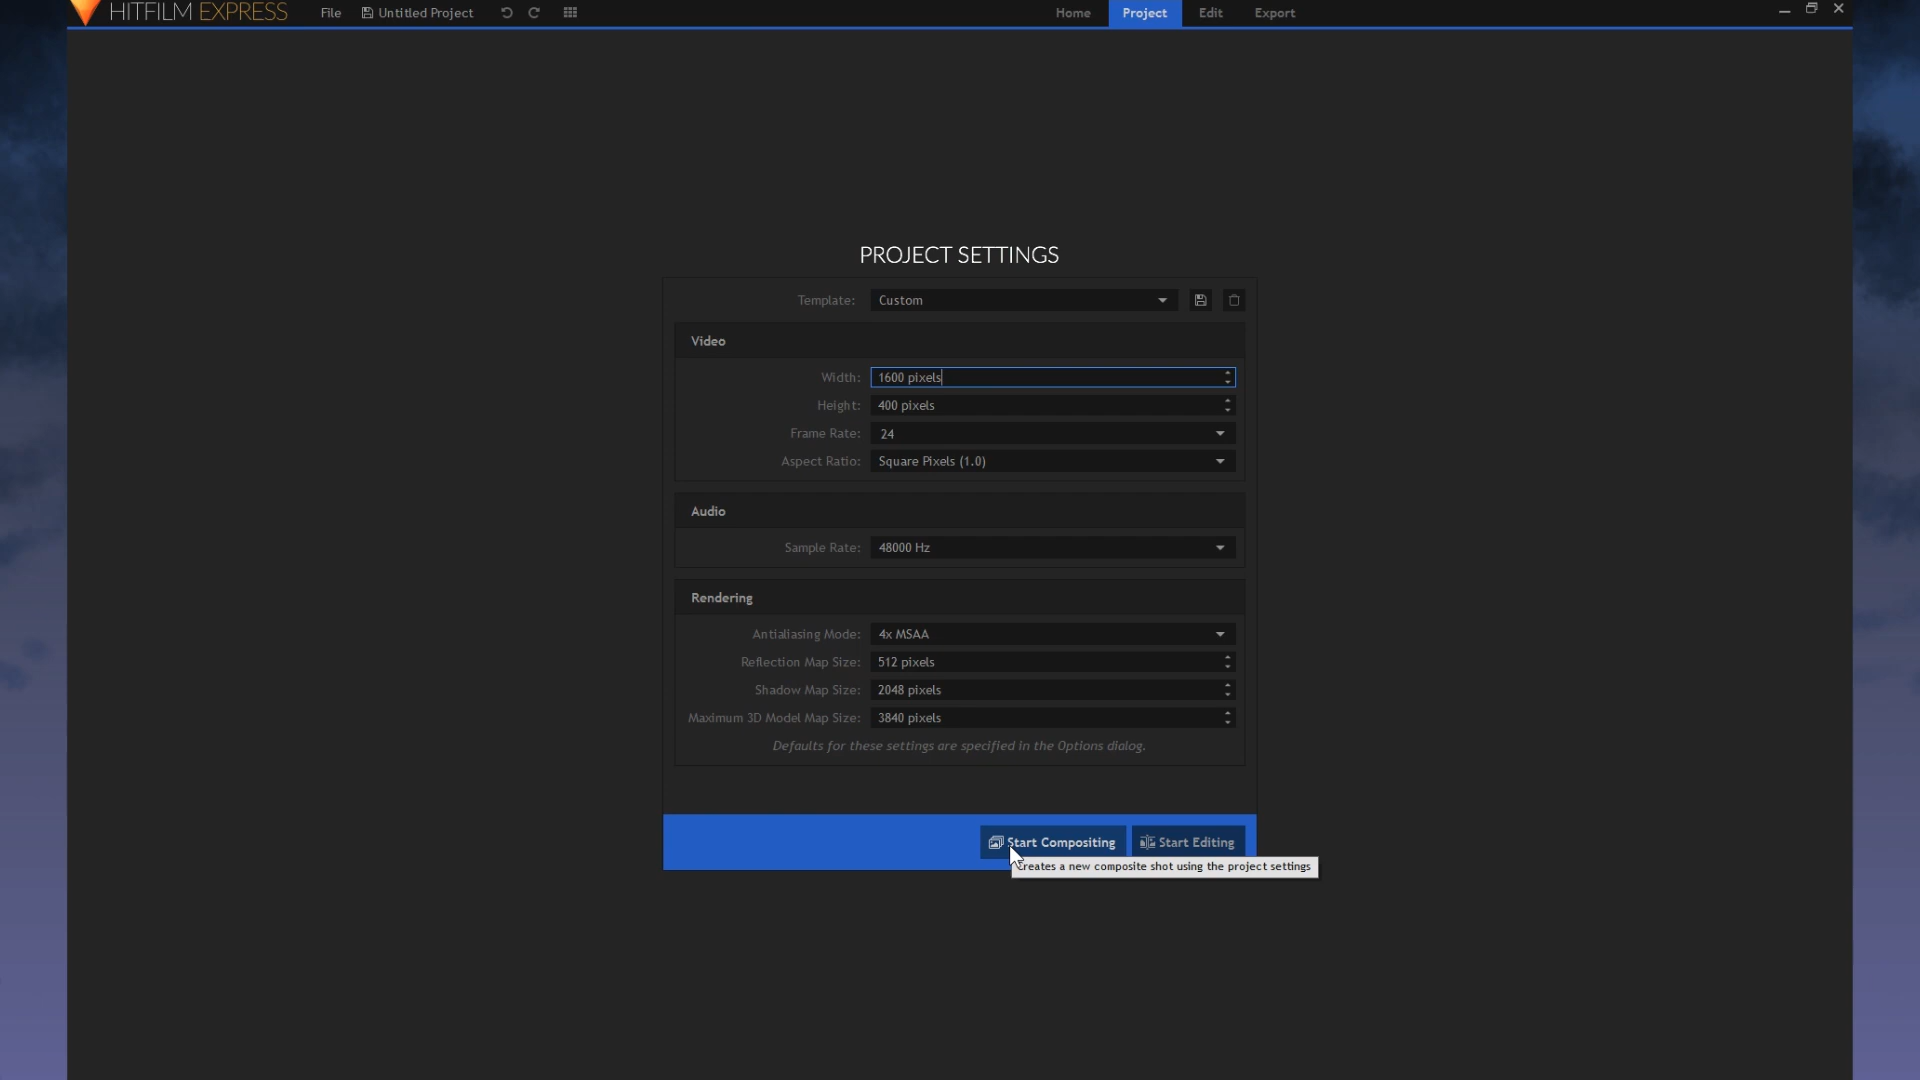 HITFILM EXPRESS File Untitled Project Home Project Edit Export
PROJECT SETTINGS
Template: Custom
Video
Width: 1600 pixels
Height: 400 pixels
Frame Rate: 24
Aspect Ratio: Square Pixels (1.0)
Audio
Sample Rate: 48000 Hz
Rendering
Antialiasing Mode: 4x MSAA
Reflection Map Size: 512 pixels
Shadow Map Size: 2048 pixels
Maximum 3D Model Map Size: 3840 pixels
Defaults for these settings are specified in the Options dialog.
Start Compositing Start Editing
Creates a new composite shot using the project settings